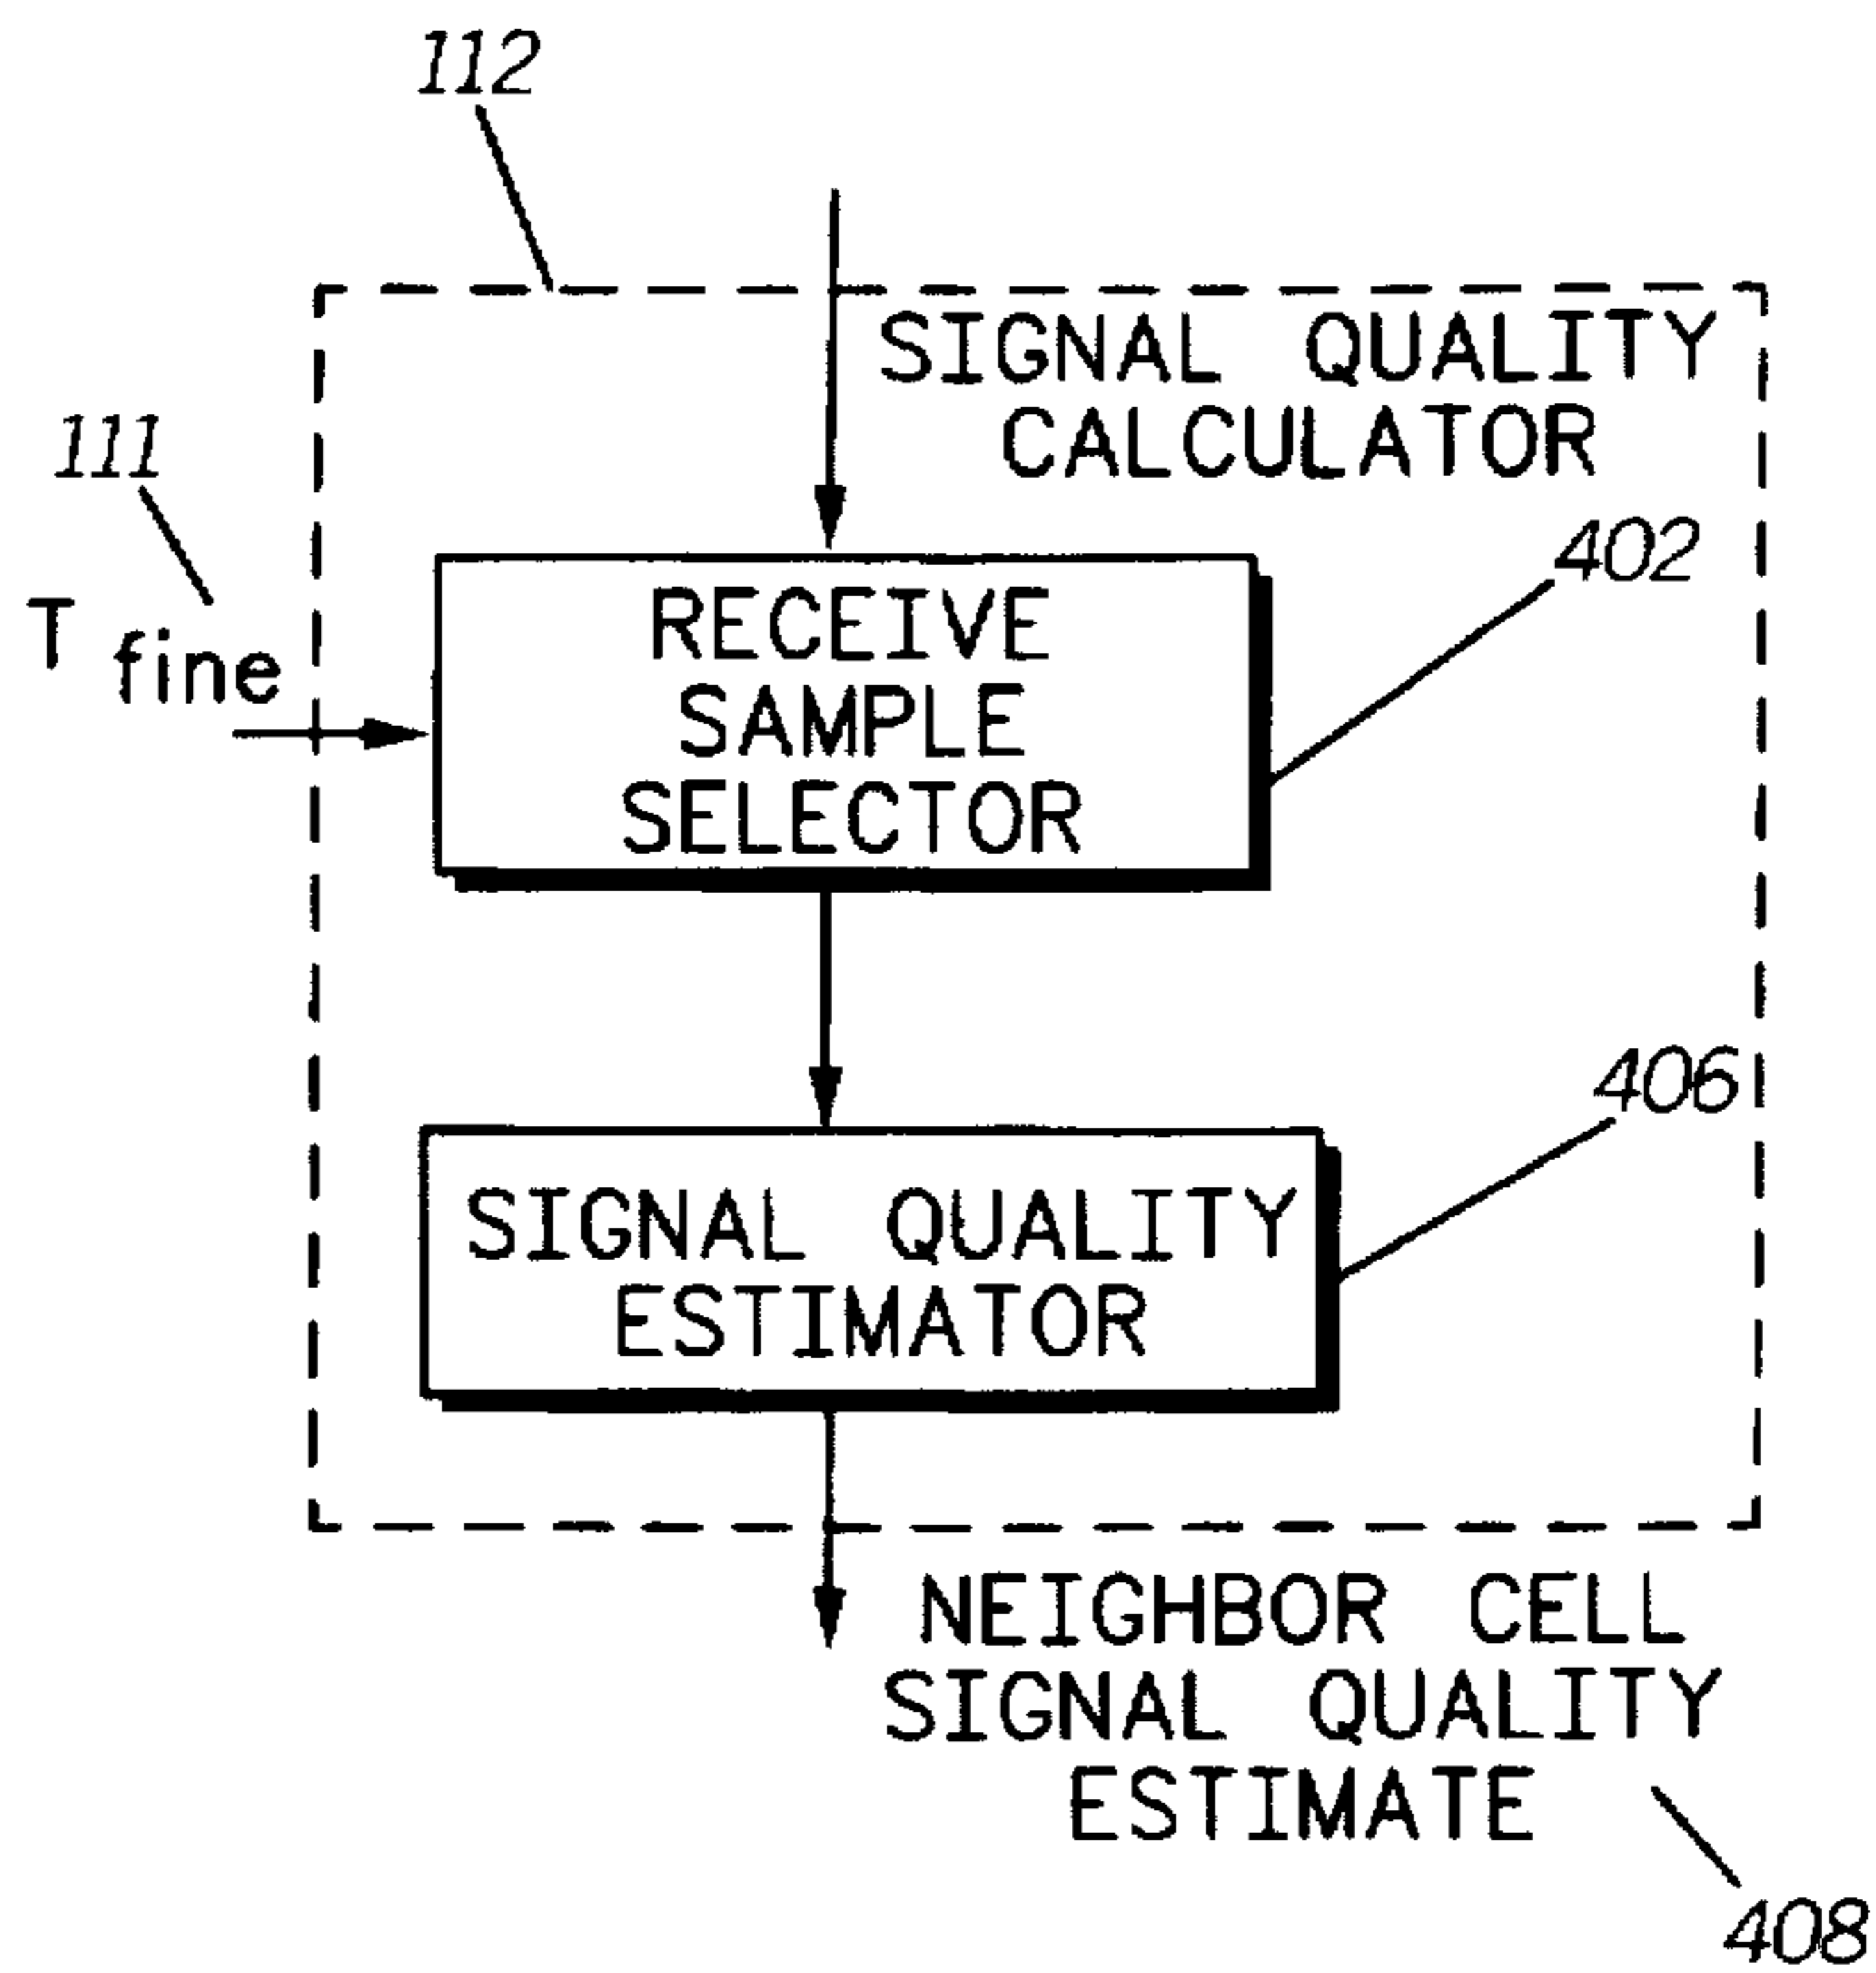 112
SIGNAL QUALITY
CALCULATOR
111
T fine
402
RECEIVE
SAMPLE
SELECTOR
406
SIGNAL QUALITY
ESTIMATOR
NEIGHBOR CELL
SIGNAL QUALITY
ESTIMATE
408